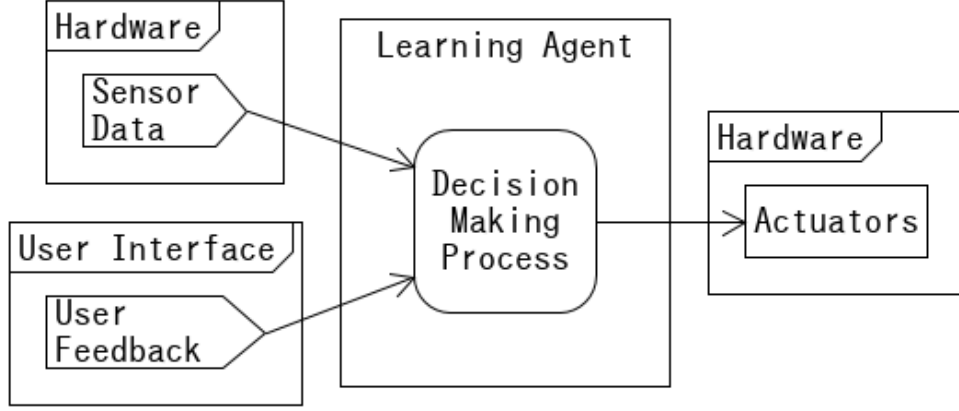 Hardware
Sensor
Data
User Interface
User
Feedback
Learning Agent
Decision
Making
Process
Hardware
Actuators